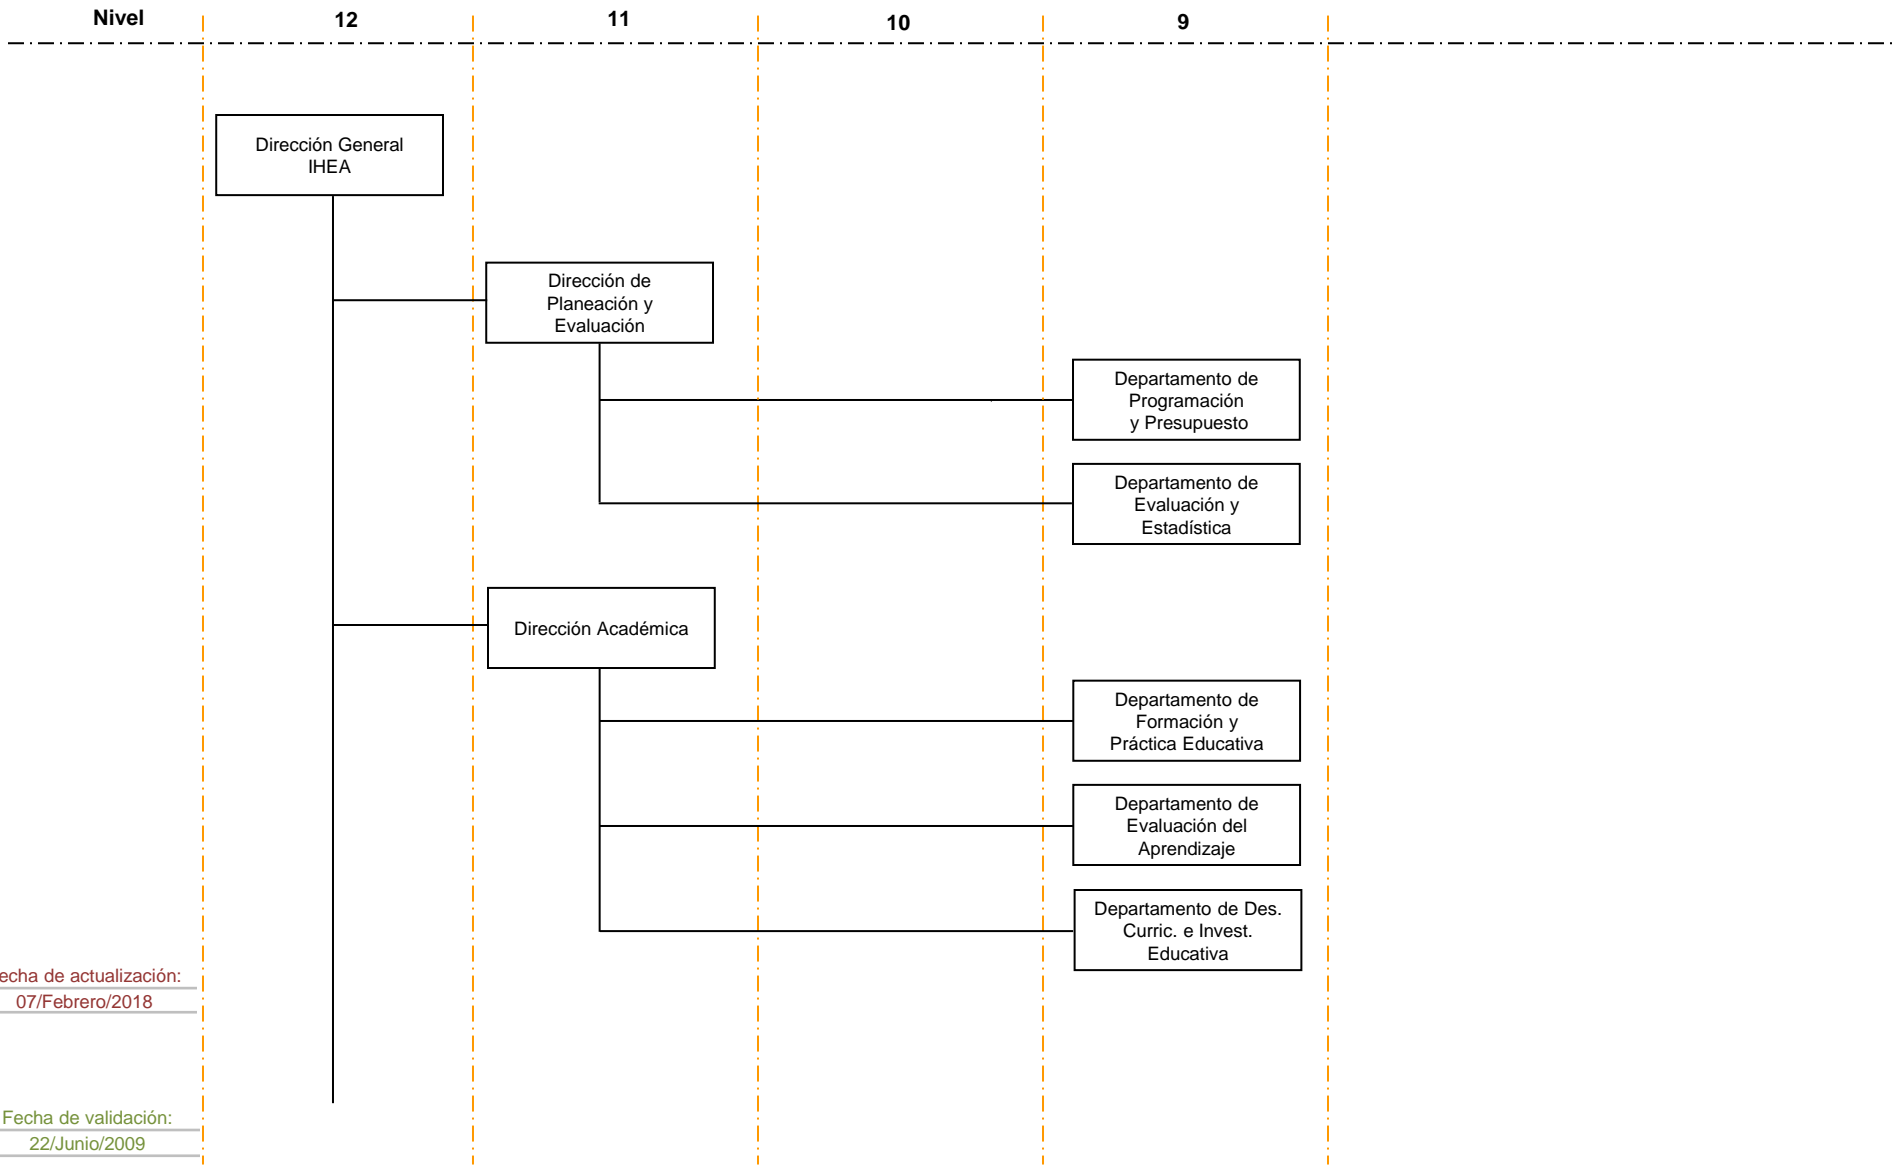 Nivel 12 11 10 9
Dirección General
IHEA
Dirección de
Planeación y
Evaluación
Departamento de
Programación
y Presupuesto
Departamento de
Evaluación y
Estadística
Dirección Académica
Departamento de
Formación y
Práctica Educativa
Departamento de
Evaluación del
Aprendizaje
Departamento de Des.
Curric. e Invest.
Educativa
echa de actualización:
07/Febrero/2018
Fecha de validación:
22/Junio/2009